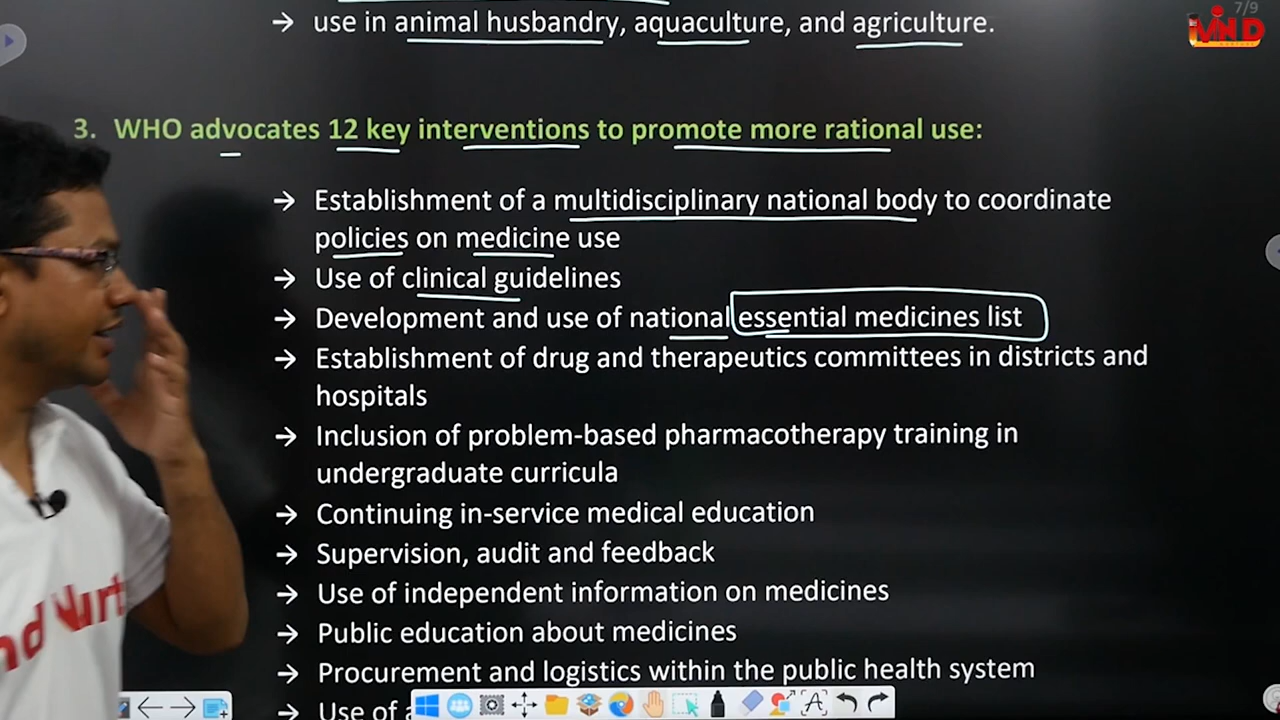 7/9
→ use in animal husbandry, aquaculture, and agriculture.
3. WHO advocates 12 key interventions to promote more rational use:
→ Establishment of a multidisciplinary national body to coordinate
policies on medicine use
→ Use of clinical guidelines
→ Development and use of national essential medicines list
→ Establishment of drug and therapeutics committees in districts and
hospitals
→ Inclusion of problem-based pharmacotherapy training in
undergraduate curricula
→ Continuing in-service medical education
→ Supervision, audit and feedback
→ Use of independent information on medicines
→ Public education about medicines
→ Procurement and logistics within the public health system
→ Use of